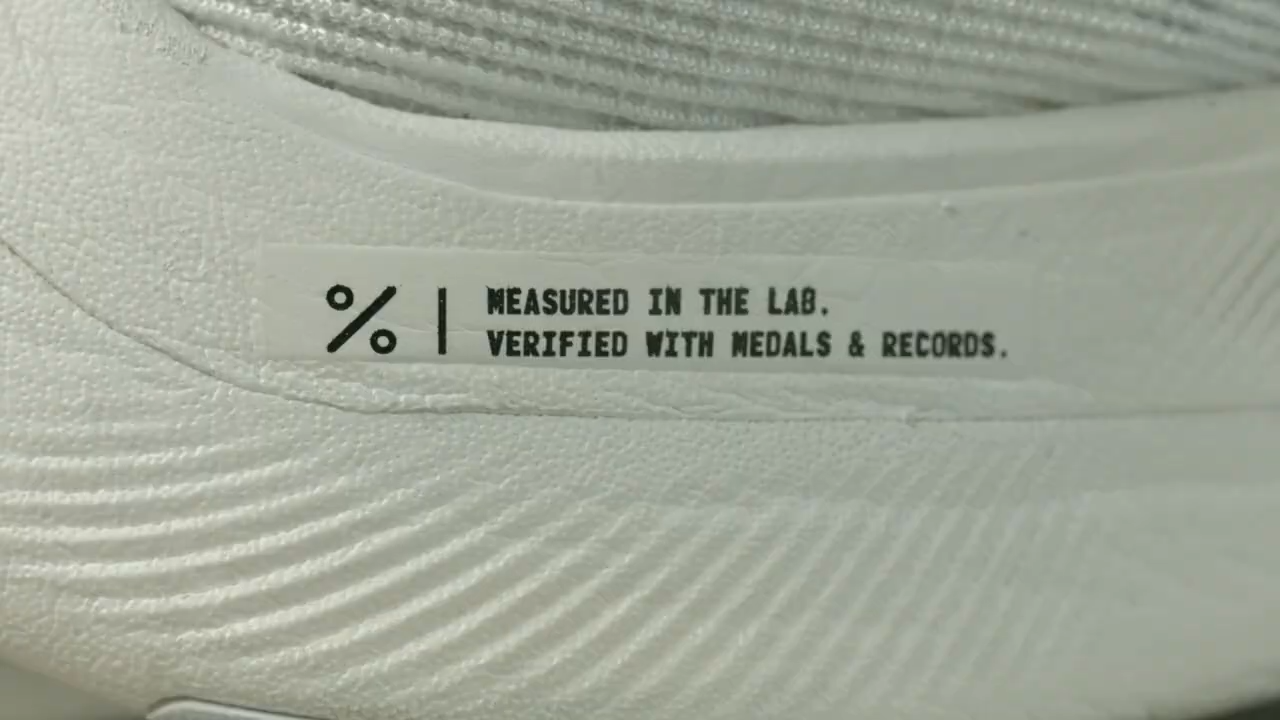 % | MEASURED IN THE LAB.
VERIFIED WITH MEDALS & RECORDS.